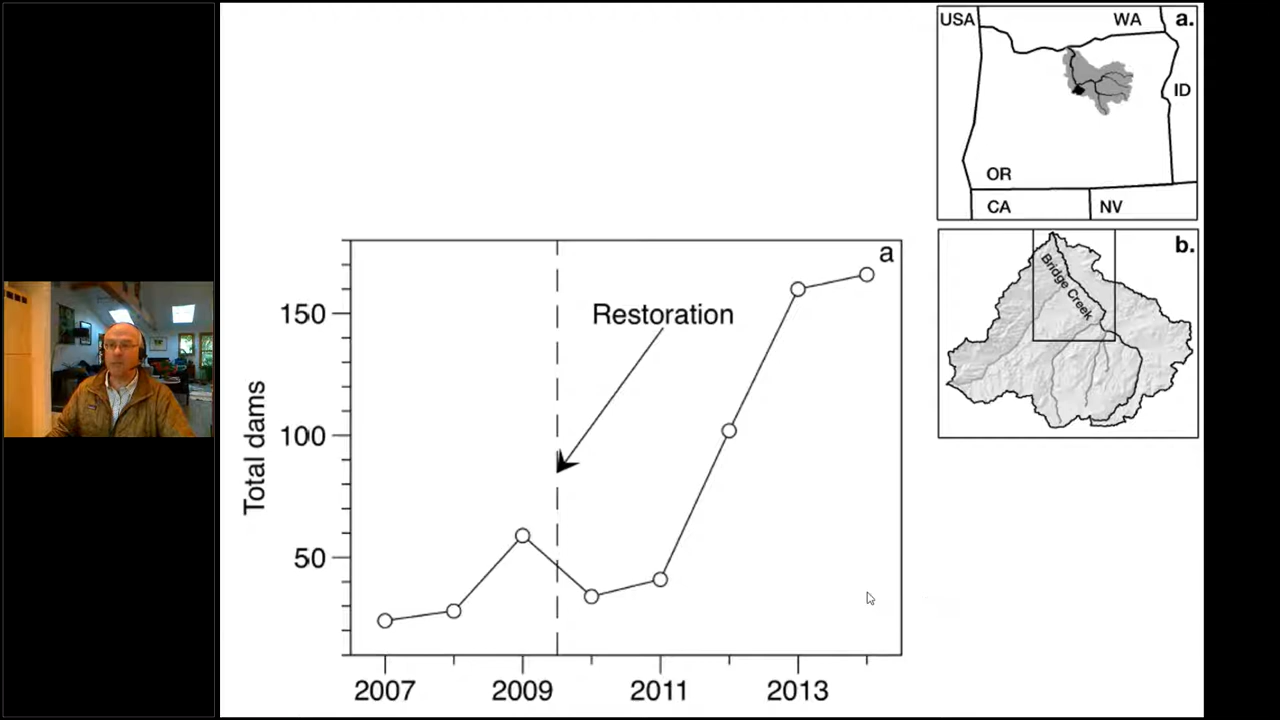 USA
WA
a.
ID
OR
CA
NV
b.
Bridge Creek
a
Restoration
Total dams
150
100
50
2007
2009
2011
2013